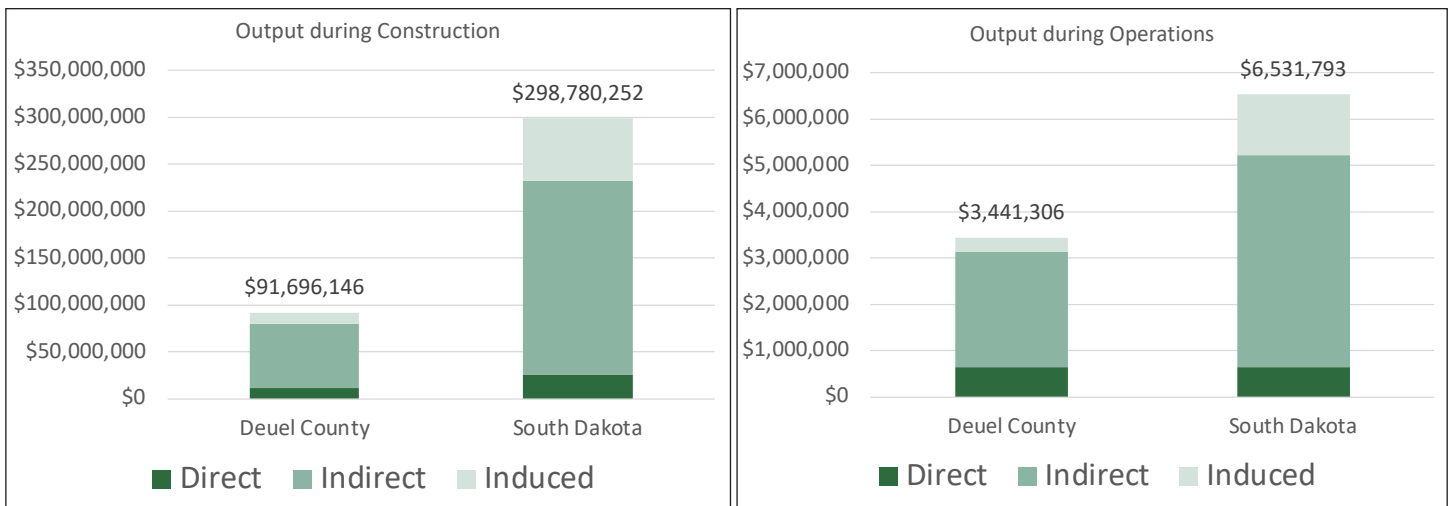 Output during Construction
$350,000,000
$300,000,000
$250,000,000
$200,000,000
$150,000,000
$100,000,000
$50,000,000
$0
$91,696,146
$298,780,252
Deuel County
South Dakota
Direct Indirect Induced
Output during Operations
$7,000,000
$6,000,000
$5,000,000
$4,000,000
$3,000,000
$2,000,000
$1,000,000
$0
$3,441,306
$6,531,793
Deuel County
South Dakota
Direct Indirect Induced